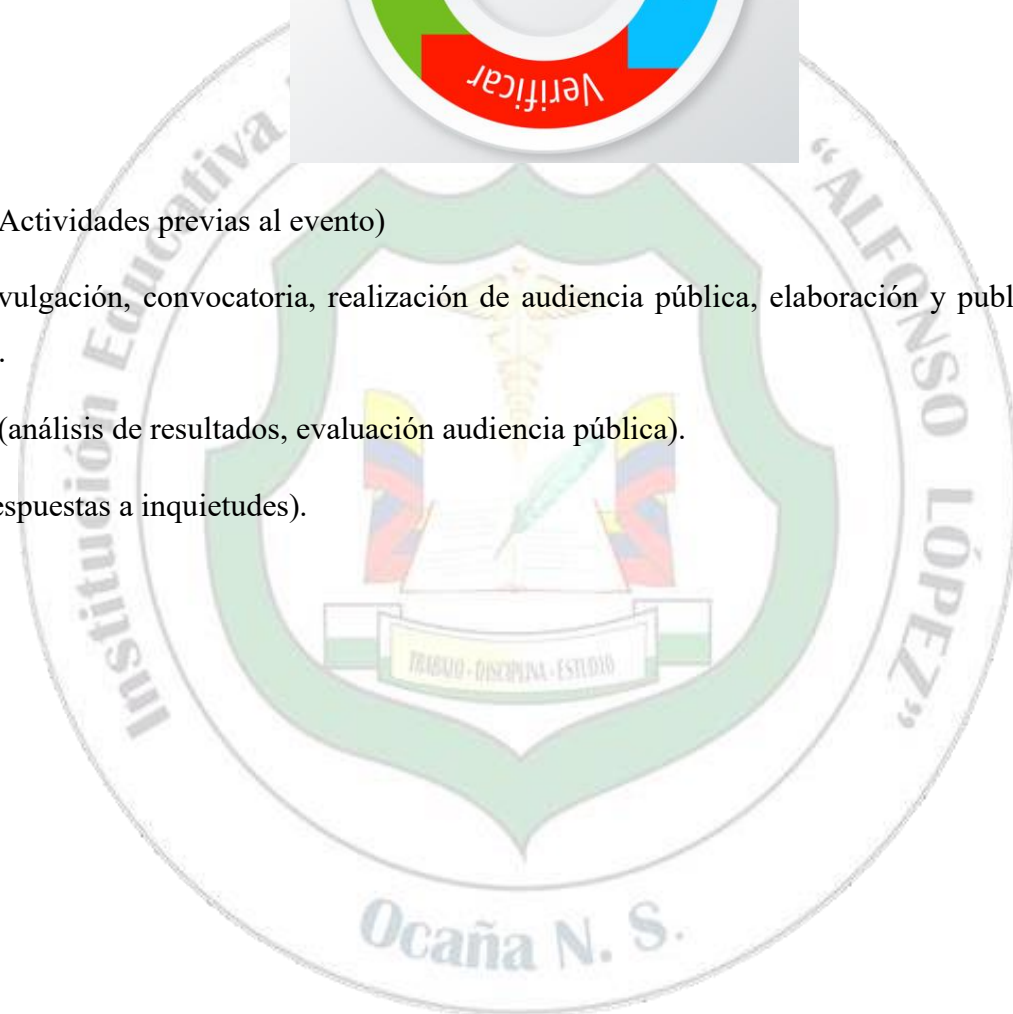 Verificar
Actividades previas al evento)
vulgación, convocatoria, realización de audiencia pública, elaboración y publ
.
(análisis de resultados, evaluación audiencia pública).
espuestas a inquietudes).
Institución Educativa
"ALFONSO LÓPEZ"
TRABAJO - DISCIPLINA - ESTUDIO
Ocaña N. S.